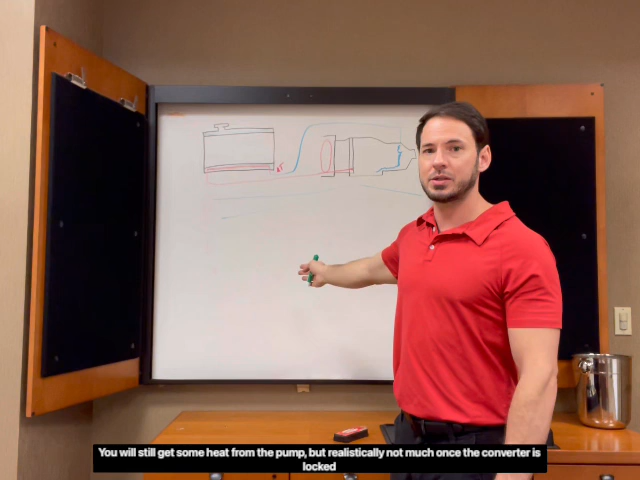 You will still get some heat from the pump, but realistically not much once the converter is
locked